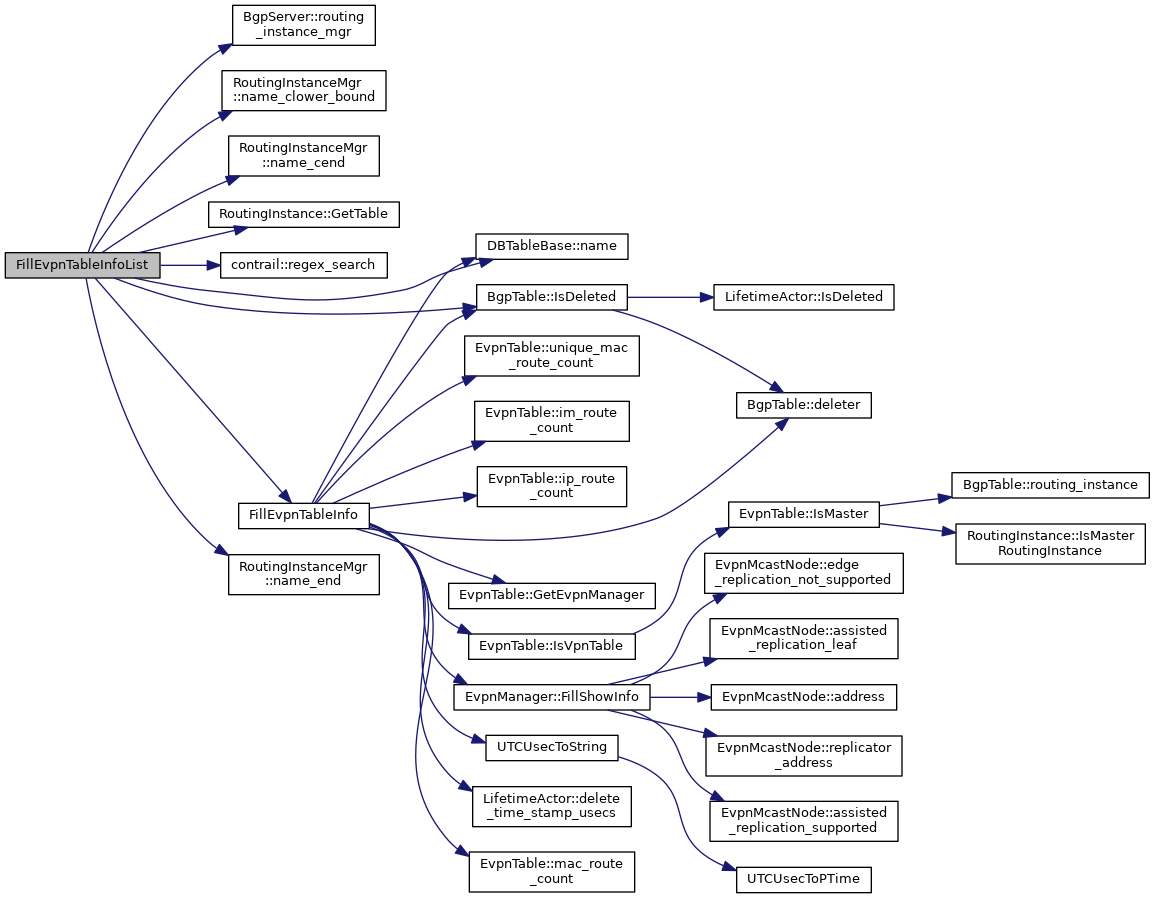 FillEvpnTableInfoList
BgpServer::routing
_instance_mgr
RoutingInstanceMgr
::name_clower_bound
RoutingInstanceMgr
::name_cend
RoutingInstance::GetTable
contrail::regex_search
FillEvpnTableInfo
RoutingInstanceMgr
::name_end
DBTableBase::name
BgpTable::IsDeleted
EvpnTable::unique_mac
_route_count
EvpnTable::im_route
_count
EvpnTable::ip_route
_count
EvpnTable::GetEvpnManager
EvpnTable::IsVpnTable
EvpnManager::FillShowInfo
UTCUsecToString
LifetimeActor::delete
_time_stamp_usecs
EvpnTable::mac_route
_count
LifetimeActor::IsDeleted
BgpTable::deleter
EvpnTable::IsMaster
EvpnMcastNode::edge
_replication_not_supported
EvpnMcastNode::assisted
_replication_leaf
EvpnMcastNode::address
EvpnMcastNode::replicator
_address
EvpnMcastNode::assisted
_replication_supported
UTCUsecToPTime
BgpTable::routing_instance
RoutingInstance::IsMaster
RoutingInstance